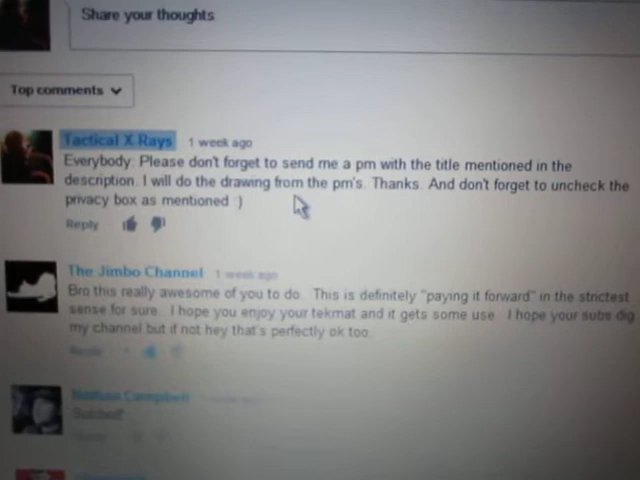 Share your thoughts
Top comments
Tactical X Rays 1 week ago
Everybody: Please don't forget to send me a pm with the title mentioned in the
description. I will do the drawing from the pm's. Thanks. And don't forget to uncheck the
privacy box as mentioned :)
Reply
The Jimbo Channel 1 week ago
Bro this really awesome of you to do. This is definitely "paying it forward" in the strictest
sense for sure. I hope you enjoy your tekmat and it gets some use. I hope your subs dig
my channel but if not hey that's perfectly ok too.
Reply
Nathan Campbell